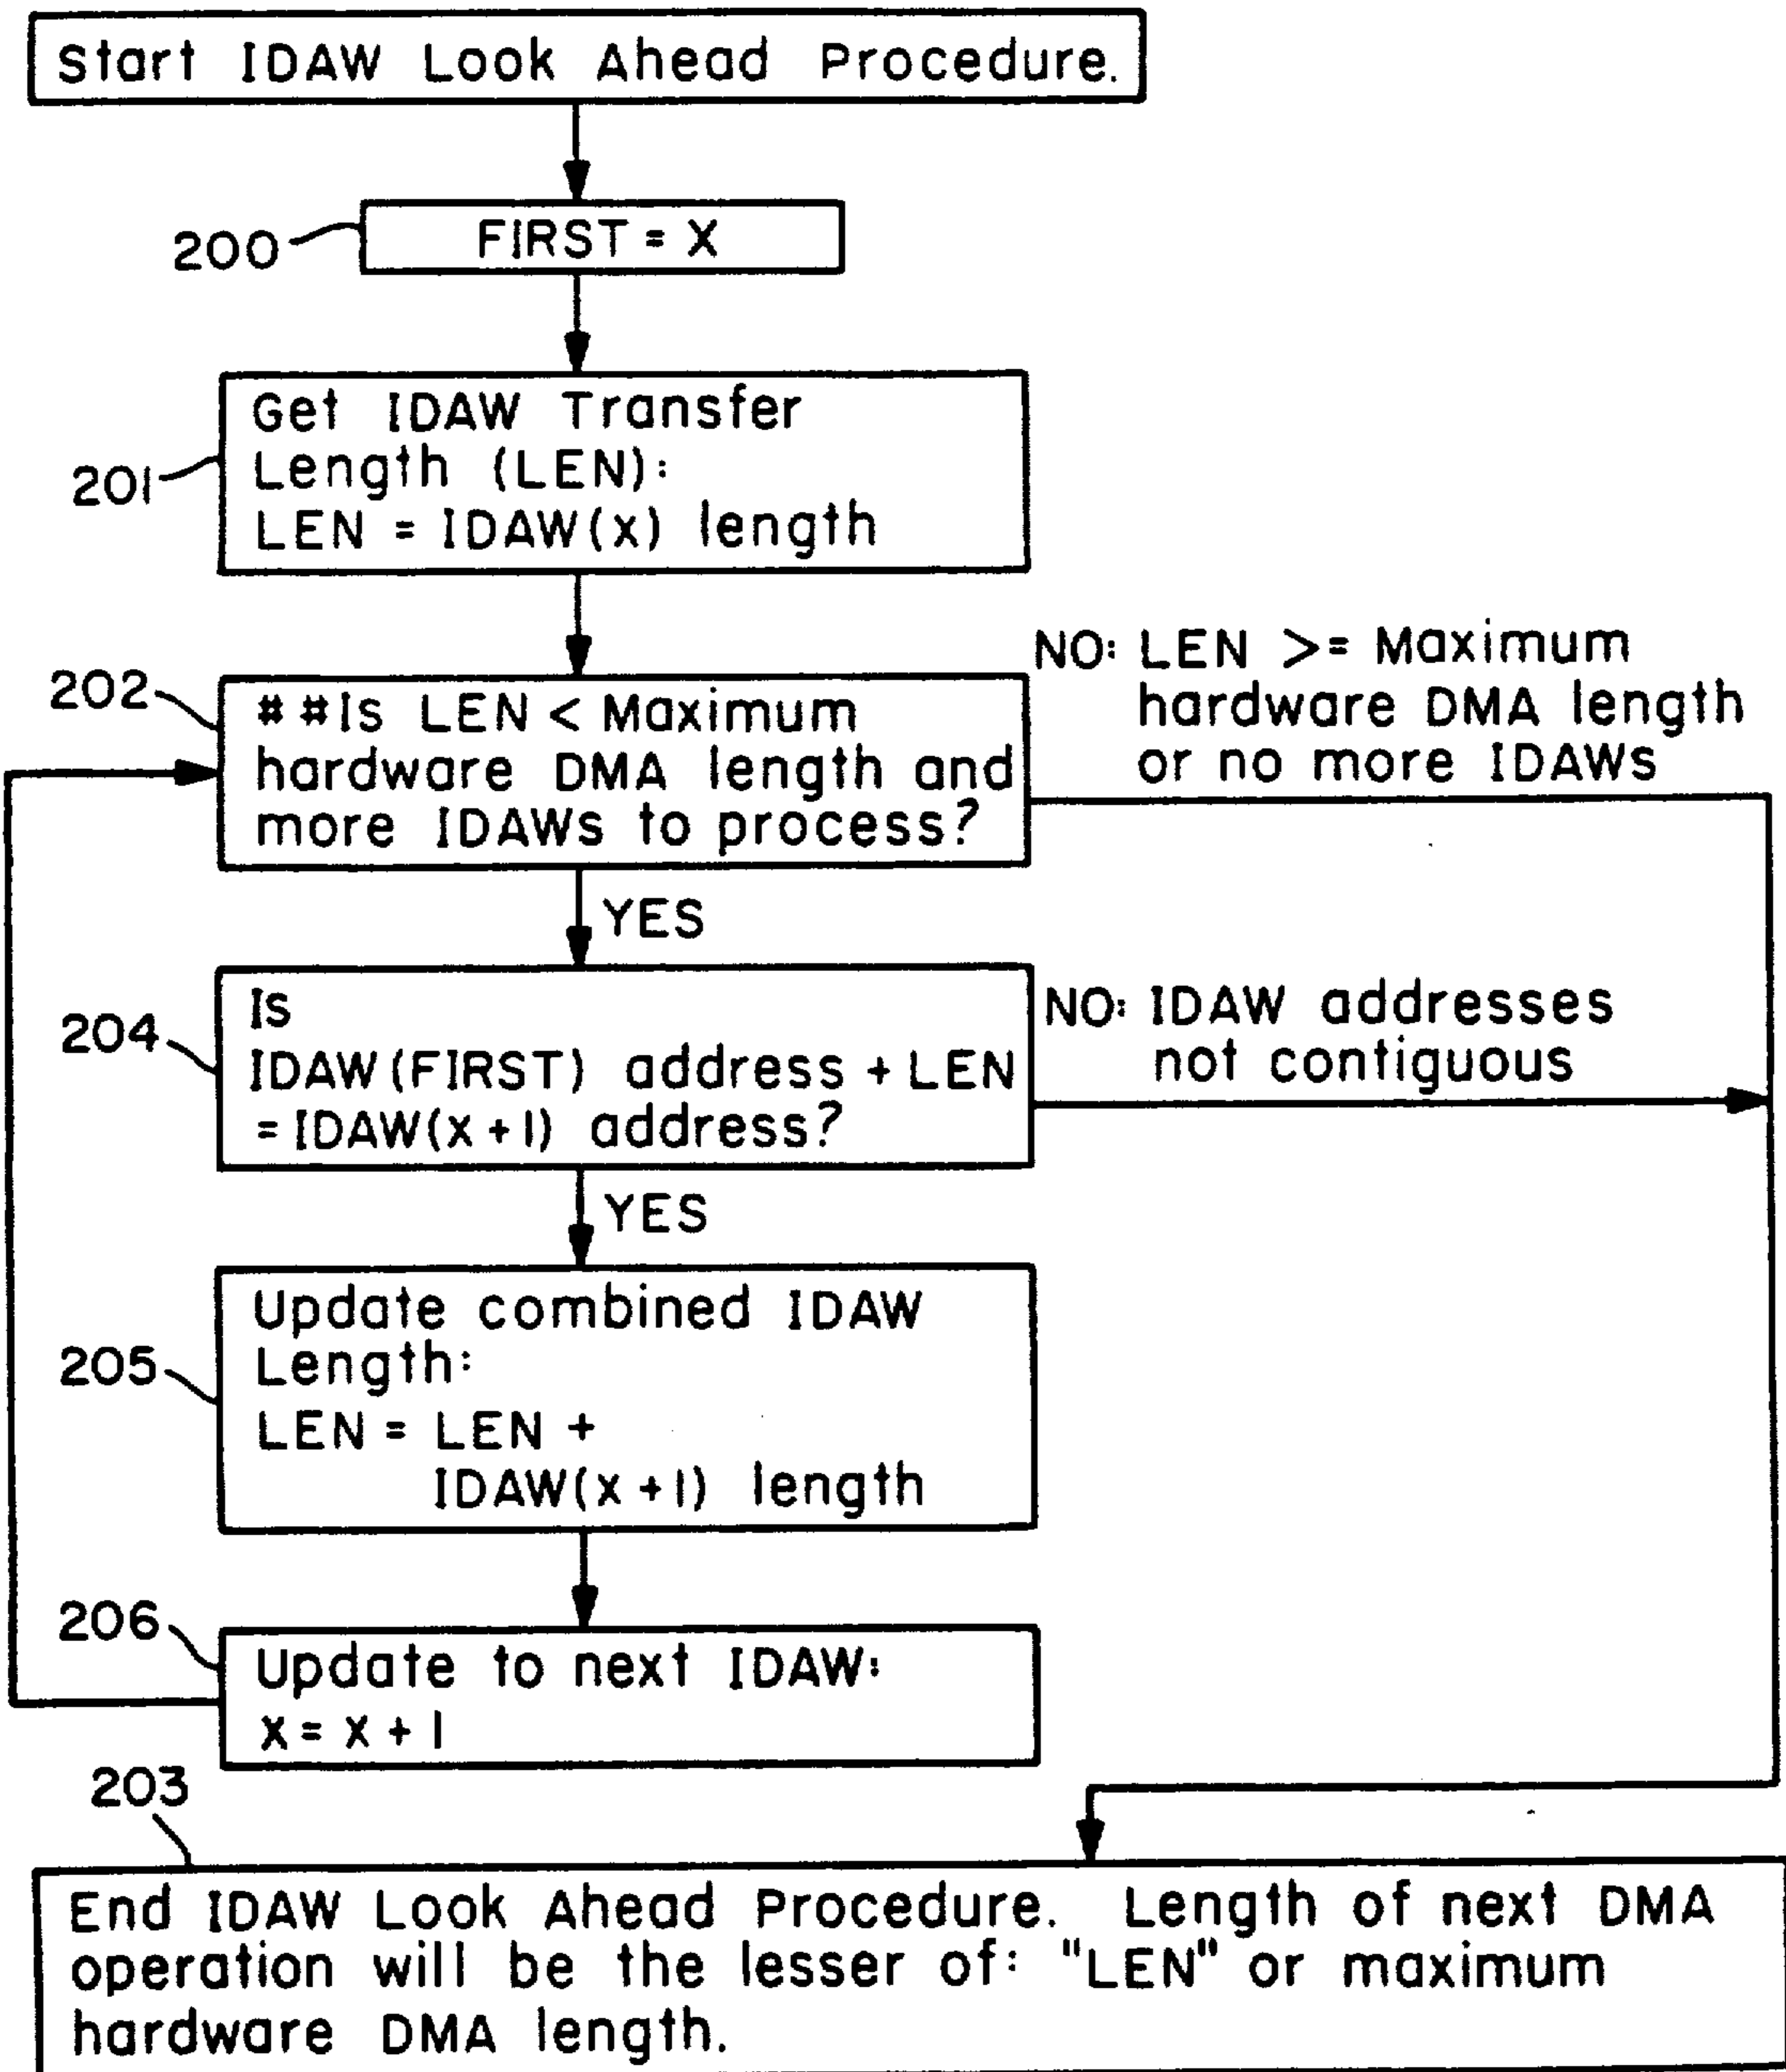 Start IDAW Look Ahead Procedure.
200
FIRST = X
201
Get IDAW Transfer
Length (LEN):
LEN = IDAW(x) length
202
##Is LEN < Maximum
hardware DMA length and
more IDAWs to process?
NO: LEN >= Maximum
hardware DMA length
or no more IDAWs
YES
204
Is
IDAW(FIRST) address + LEN
= IDAW(x+1) address?
NO: IDAW addresses
not contiguous
YES
205
Update combined IDAW
Length:
LEN = LEN +
IDAW(x+1) length
206
Update to next IDAW:
x = x + 1
203
End IDAW Look Ahead Procedure. Length of next DMA
operation will be the lesser of: "LEN" or maximum
hardware DMA length.